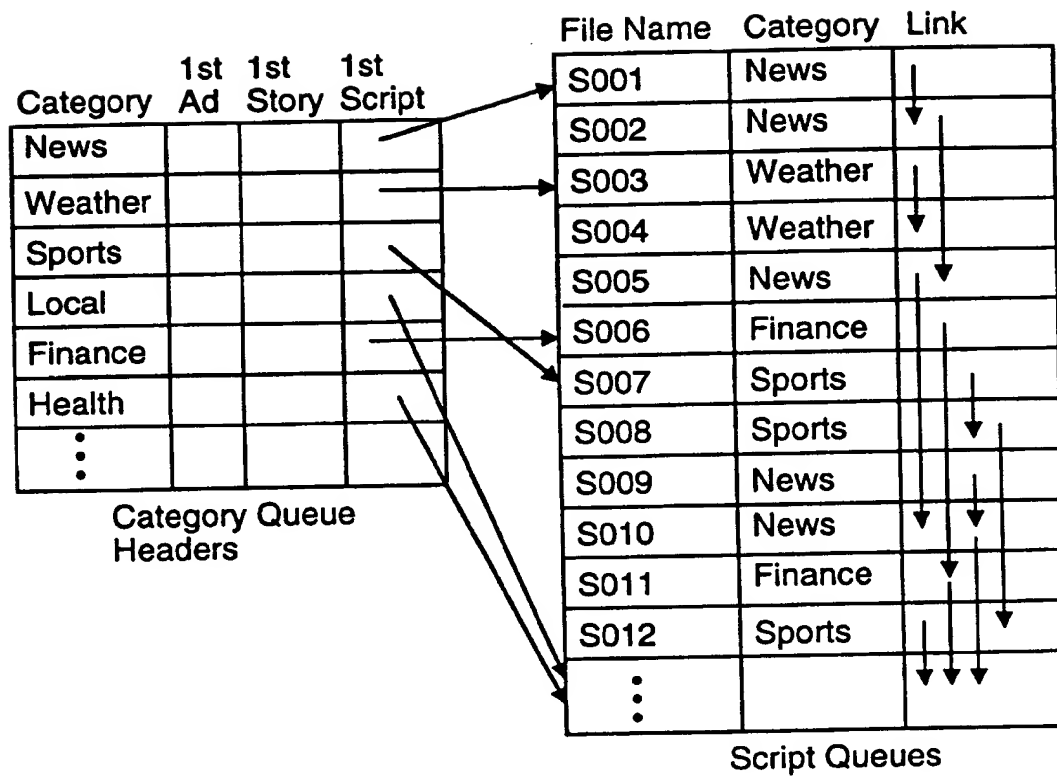 1st 1st 1st
Category Ad Story Script
News
Weather
Sports
Local
Finance
Health
Category Queue
Headers
File Name Category Link
S001 News
S002 News
S003 Weather
S004 Weather
S005 News
S006 Finance
S007 Sports
S008 Sports
S009 News
S010 News
S011 Finance
S012 Sports
Script Queues